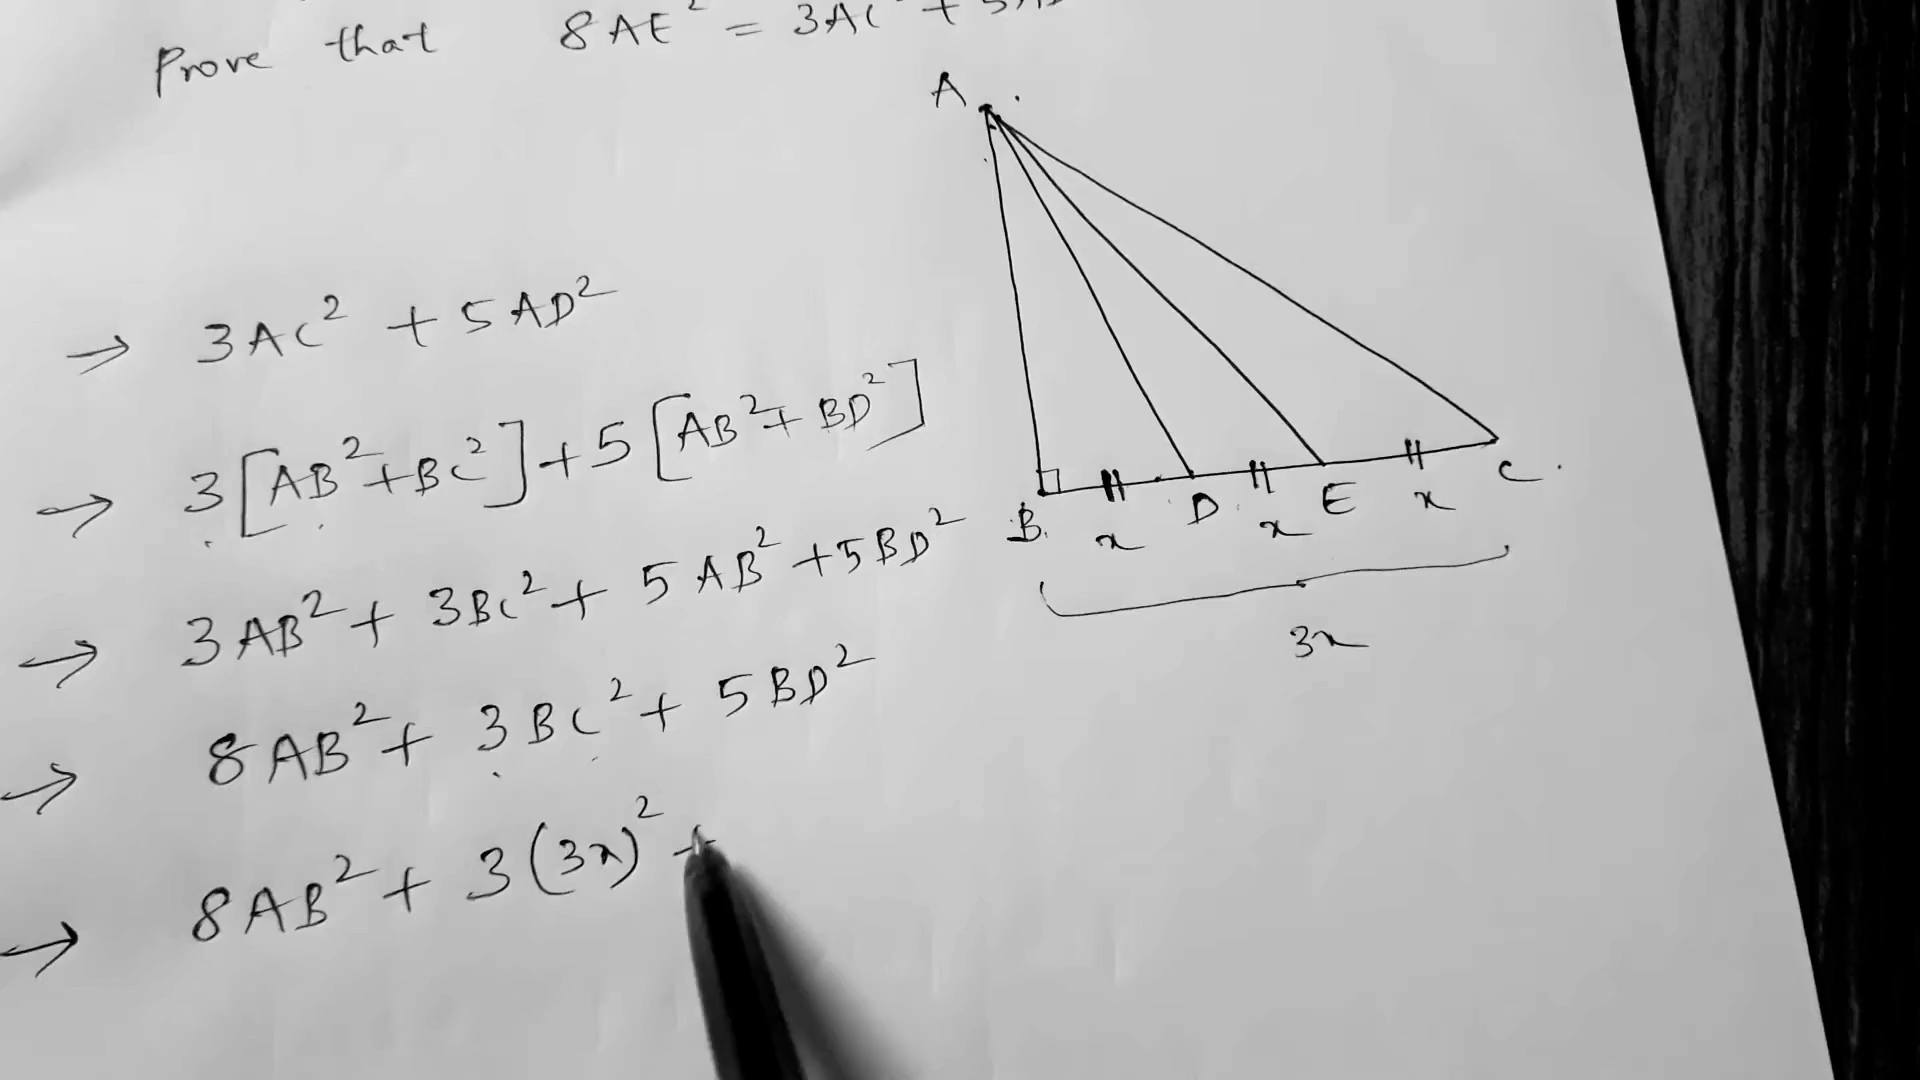 Prove that 8AE² = 3AC² + 5AD
→ 3AC² + 5AD²
→ 3[AB²+BC²]+5[AB²+BD²]
→ 3AB² + 3BC² + 5AB² +5BD²
→ 8AB² + 3BC² + 5BD²
→ 8AB² + 3(3x)² +
A
B
D
E
C
x
x
x
3x